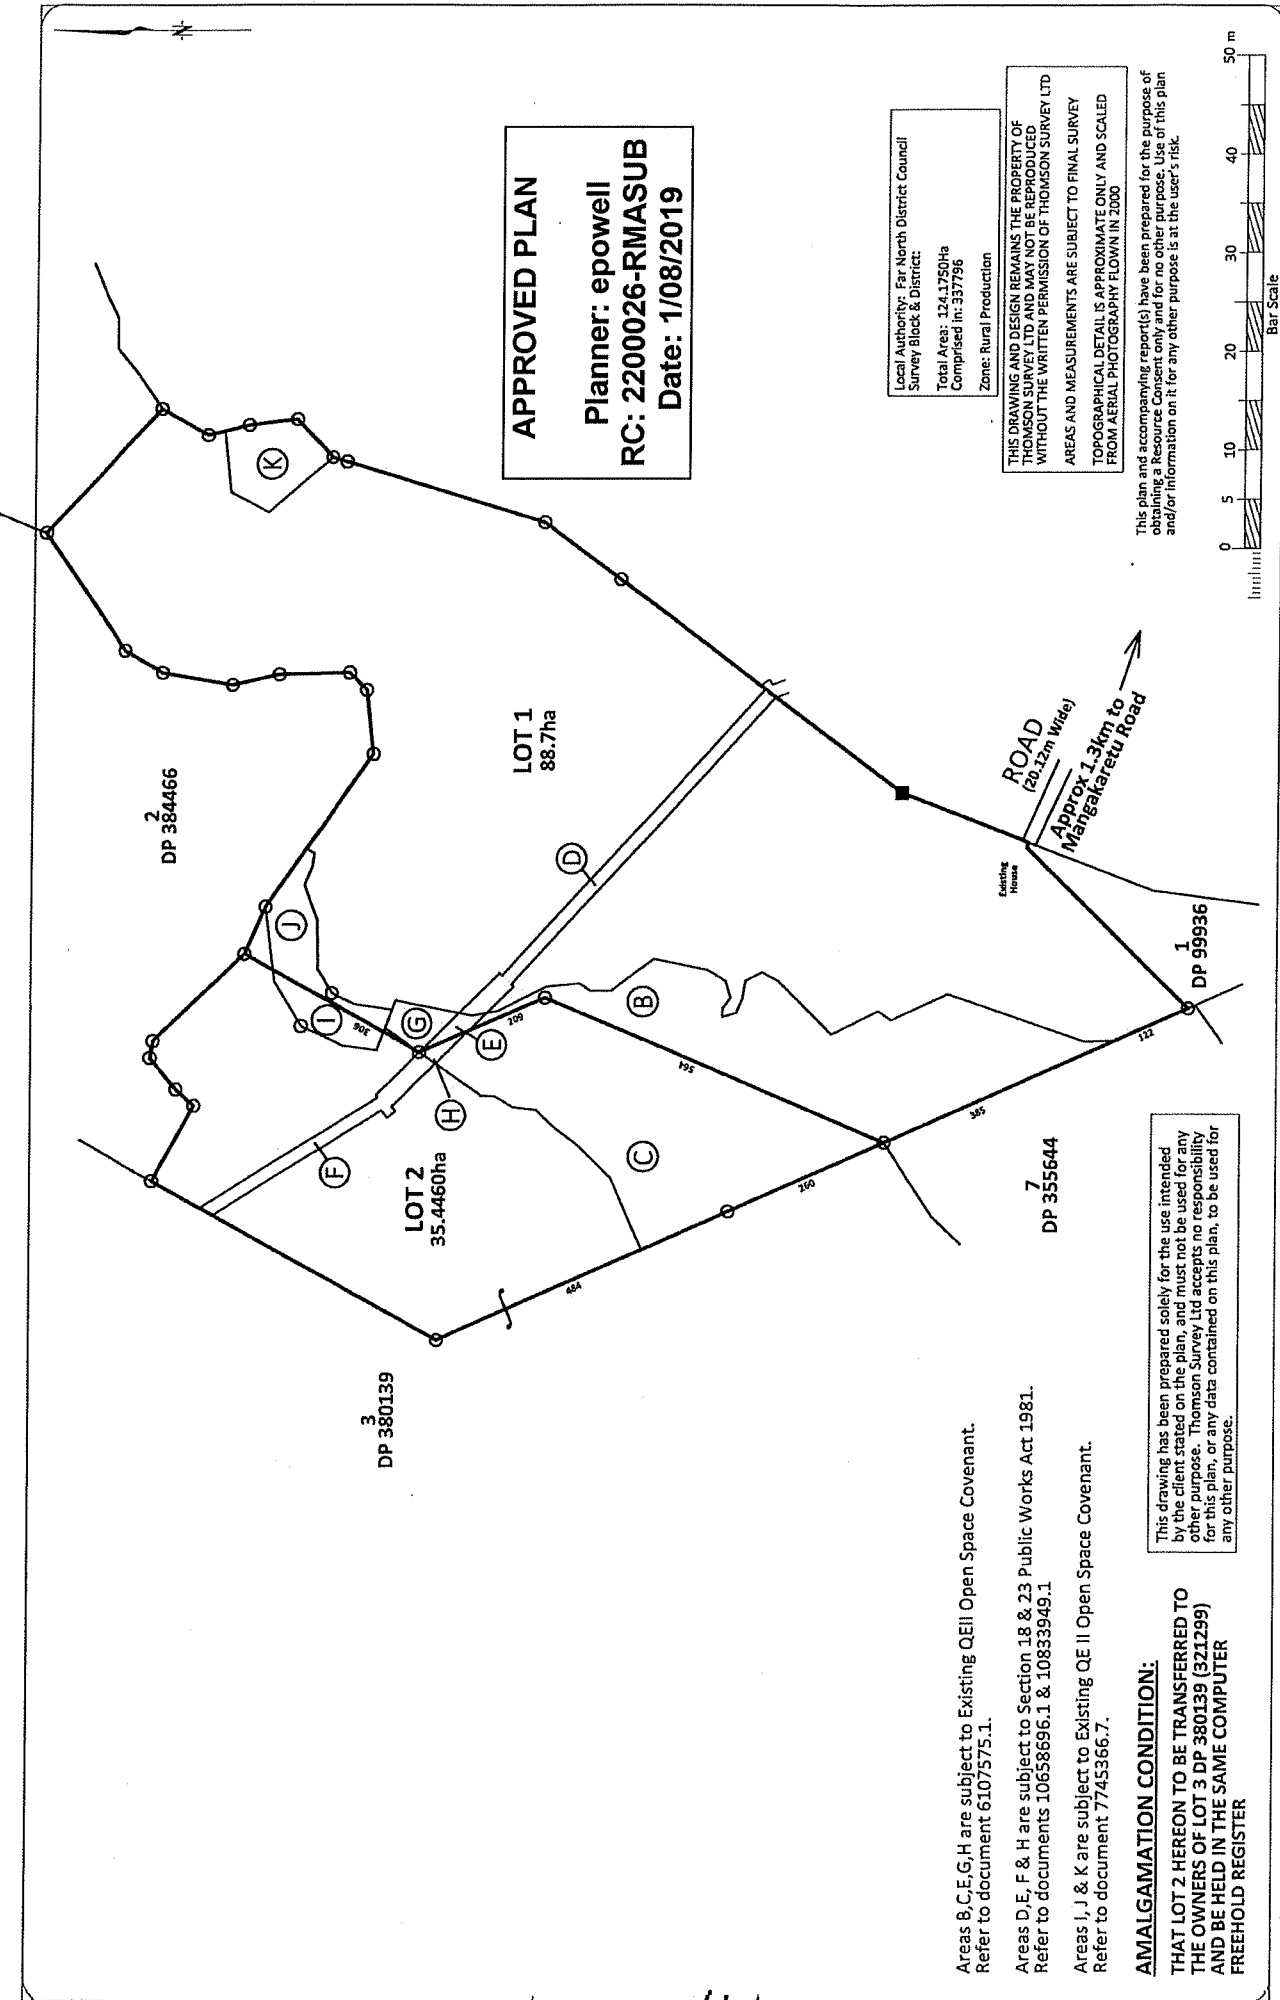 N
APPROVED PLAN
Planner: epowell
RC: 2200026-RMASUB
Date: 1/08/2019
2
DP 384466
LOT 1
88.7ha
K
J
I
306
G
D
E
209
B
564
H
F
LOT 2
35.4460ha
C
484
260
385
122
3
DP 380139
7
DP 355644
1
DP 99936
Existing
House
ROAD
(20.12m Wide)
Approx 1.3km to
Mangakaretu Road
Local Authority: Far North District Council
Survey Block & District:
Total Area: 124.1750Ha
Comprised in: 337796
Zone: Rural Production
THIS DRAWING AND DESIGN REMAINS THE PROPERTY OF
THOMSON SURVEY LTD AND MAY NOT BE REPRODUCED
WITHOUT THE WRITTEN PERMISSION OF THOMSON SURVEY LTD
AREAS AND MEASUREMENTS ARE SUBJECT TO FINAL SURVEY
TOPOGRAPHICAL DETAIL IS APPROXIMATE ONLY AND SCALED
FROM AERIAL PHOTOGRAPHY FLOWN IN 2000
This plan and accompanying report(s) have been prepared for the purpose of
obtaining a Resource Consent only and for no other purpose. Use of this plan
and/or information on it for any other purpose is at the user's risk.
0 5 10 20 30 40 50 m
Bar Scale
Areas B,C,E,G,H are subject to Existing QEII Open Space Covenant.
Refer to document 6107575.1.
Areas D,E, F & H are subject to Section 18 & 23 Public Works Act 1981.
Refer to documents 10658696.1 & 10833949.1
Areas I, J & K are subject to Existing QE II Open Space Covenant.
Refer to document 7745366.7.
AMALGAMATION CONDITION:
THAT LOT 2 HEREON TO BE TRANSFERRED TO
THE OWNERS OF LOT 3 DP 380139 (321299)
AND BE HELD IN THE SAME COMPUTER
FREEHOLD REGISTER
This drawing has been prepared solely for the use intended
by the client stated on the plan, and must not be used for any
other purpose. Thomson Survey Ltd accepts no responsibility
for this plan, or any data contained on this plan, to be used for
any other purpose.